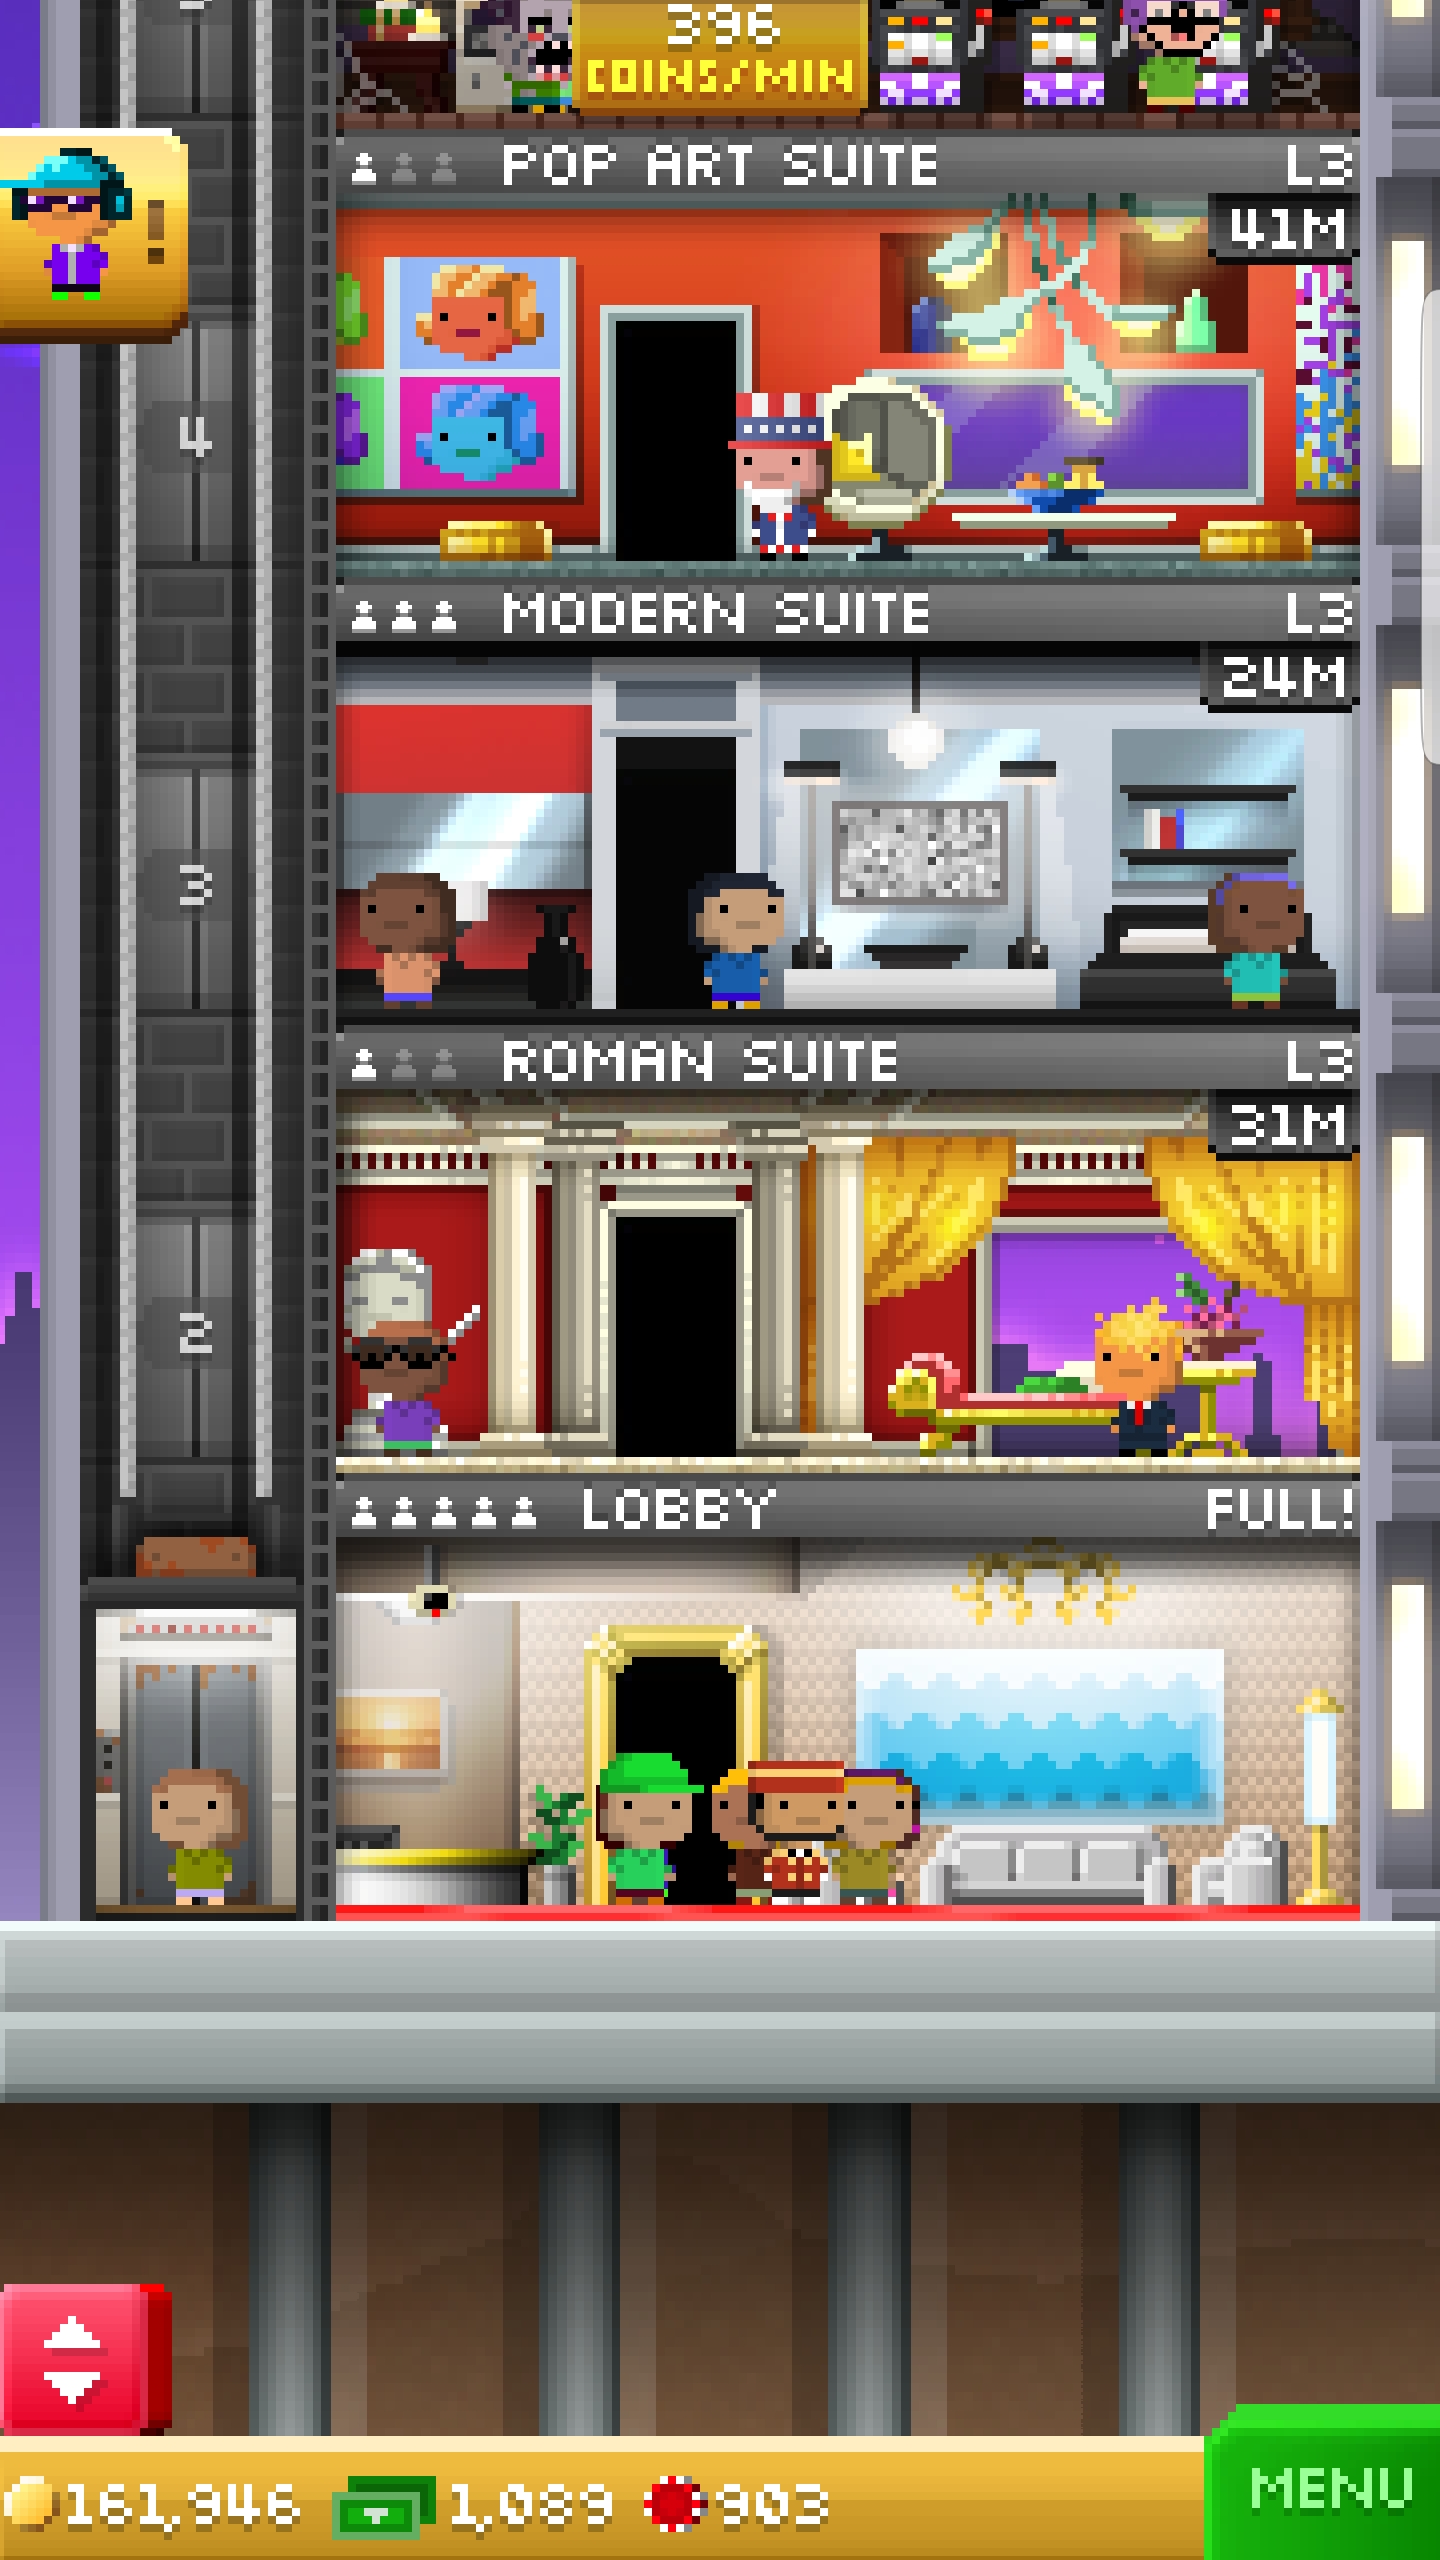 396
COINS/MIN
POP ART SUITE L3
41M
!
4
MODERN SUITE L3
24M
3
ROMAN SUITE L3
31M
2
LOBBY FULL!
161,946 1,089 903
MENU